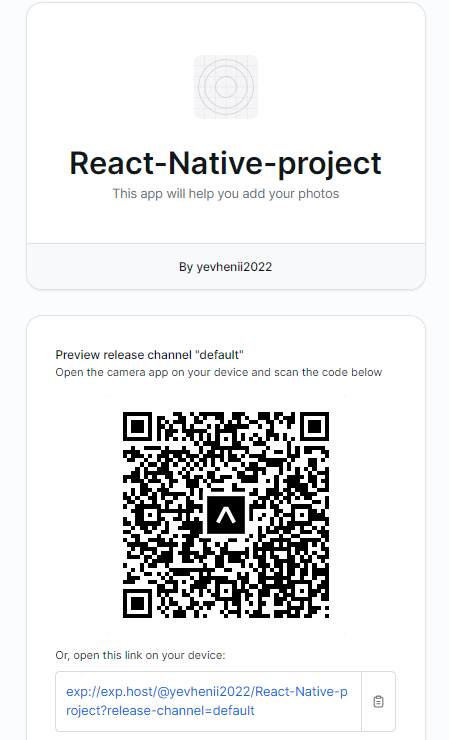 React-Native-project
This app will help you add your photos
By yevhenii2022
Preview release channel "default"
Open the camera app on your device and scan the code below
Or, open this link on your device:
exp://exp.host/@yevhenii2022/React-Native-p
roject?release-channel=default